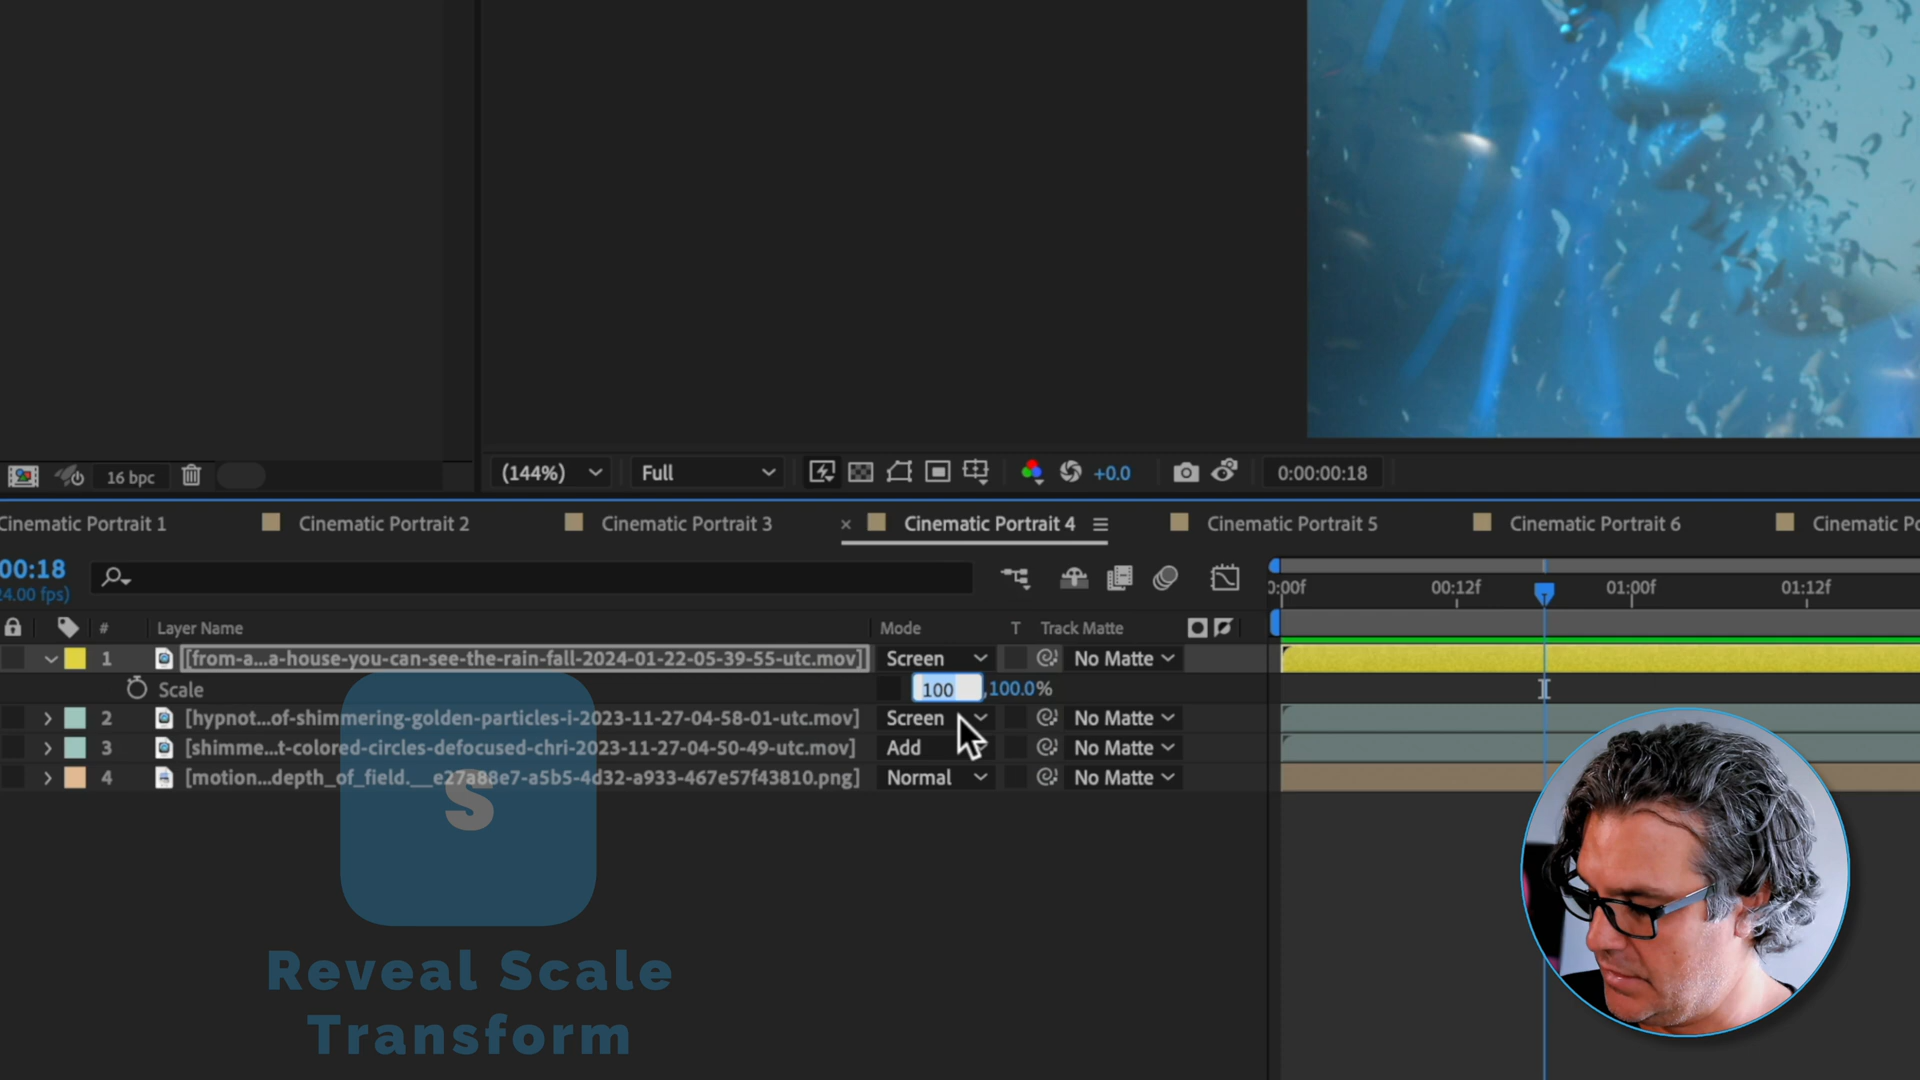 16 bpc
(144%)
Full
+0.0
0:00:00:18
Cinematic Portrait 1
Cinematic Portrait 2
Cinematic Portrait 3
× Cinematic Portrait 4
Cinematic Portrait 5
Cinematic Portrait 6
Cinematic Po
00:18
24.00 fps)
0:00f
00:12f
01:00f
01:12f
# Layer Name
Mode
T
Track Matte
1 [from-a...a-house-you-can-see-the-rain-fall-2024-01-22-05-39-55-utc.mov]
Screen
No Matte
Scale
100,100.0%
2 [hypnot...of-shimmering-golden-particles-i-2023-11-27-04-58-01-utc.mov]
Screen
No Matte
3 [shimme...t-colored-circles-defocused-chri-2023-11-27-04-50-49-utc.mov]
Add
No Matte
4 [motion...depth_of_field.__e27a88e7-a5b5-4d32-a933-467e57f43810.png]
Normal
No Matte
S
Reveal Scale
Transform